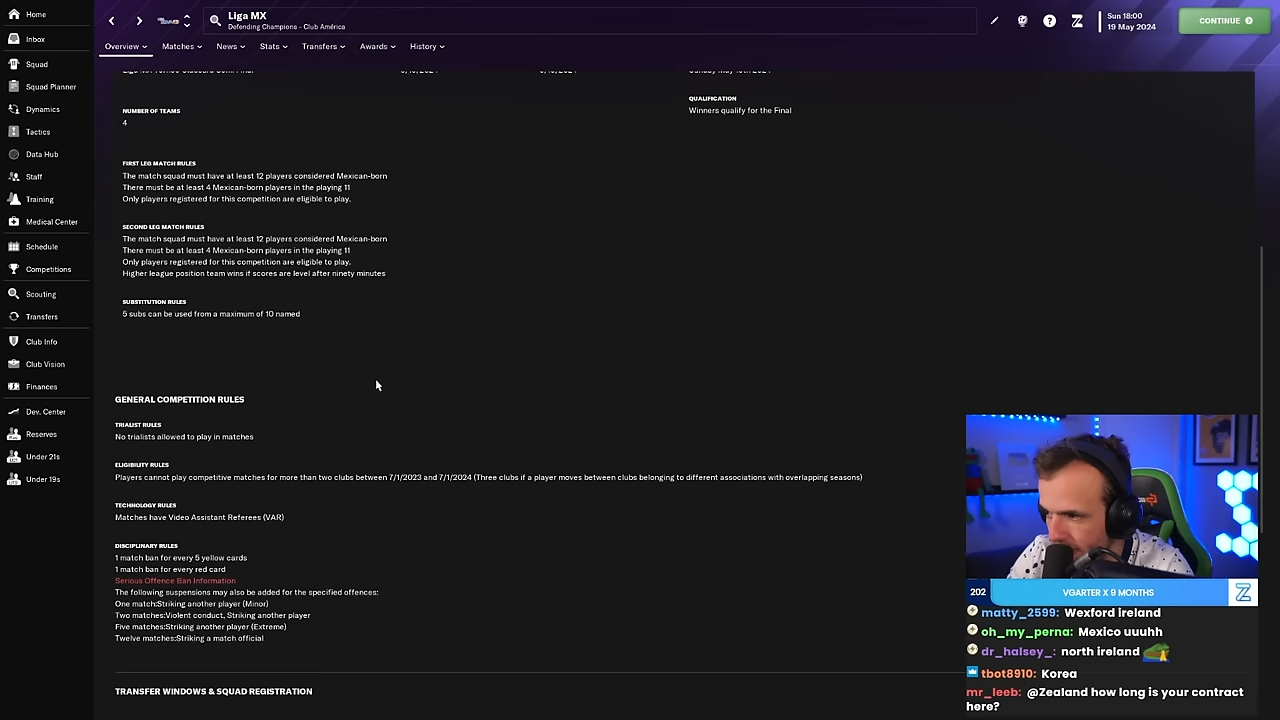 Home
Liga MX
Defending Champions - Club América
Sun 18:00
19 May 2024
CONTINUE
Inbox
Overview
Matches
News
Stats
Transfers
Awards
History
Squad
Squad Planner
Dynamics
Tactics
Data Hub
Staff
Training
Medical Center
Schedule
Competitions
Scouting
Transfers
Club Info
Club Vision
Finances
Dev. Center
Reserves
Under 21s
Under 19s
NUMBER OF TEAMS
4
QUALIFICATION
Winners qualify for the Final
FIRST LEG MATCH RULES
The match squad must have at least 12 players considered Mexican-born
There must be at least 4 Mexican-born players in the playing 11
Only players registered for this competition are eligible to play.
SECOND LEG MATCH RULES
The match squad must have at least 12 players considered Mexican-born
There must be at least 4 Mexican-born players in the playing 11
Only players registered for this competition are eligible to play.
Higher league position team wins if scores are level after ninety minutes
SUBSTITUTION RULES
5 subs can be used from a maximum of 10 named
GENERAL COMPETITION RULES
TRIALIST RULES
No trialists allowed to play in matches
ELIGIBILITY RULES
Players cannot play competitive matches for more than two clubs between 7/1/2023 and 7/1/2024 (Three clubs if a player moves between clubs belonging to different associations with overlapping seasons)
TECHNOLOGY RULES
Matches have Video Assistant Referees (VAR)
DISCIPLINARY RULES
1 match ban for every 5 yellow cards
1 match ban for every red card
Serious Offence Ban Information
The following suspensions may also be added for the specified offences:
One match:Striking another player (Minor)
Two matches:Violent conduct, Striking another player
Five matches:Striking another player (Extreme)
Twelve matches:Striking a match official
TRANSFER WINDOWS & SQUAD REGISTRATION
202
VGARTER X 9 MONTHS
matty_2599: Wexford ireland
oh_my_perna: Mexico uuuhh
dr_halsey_: north ireland
tbot8910: Korea
mr_leeb: @Zealand how long is your contract
here?